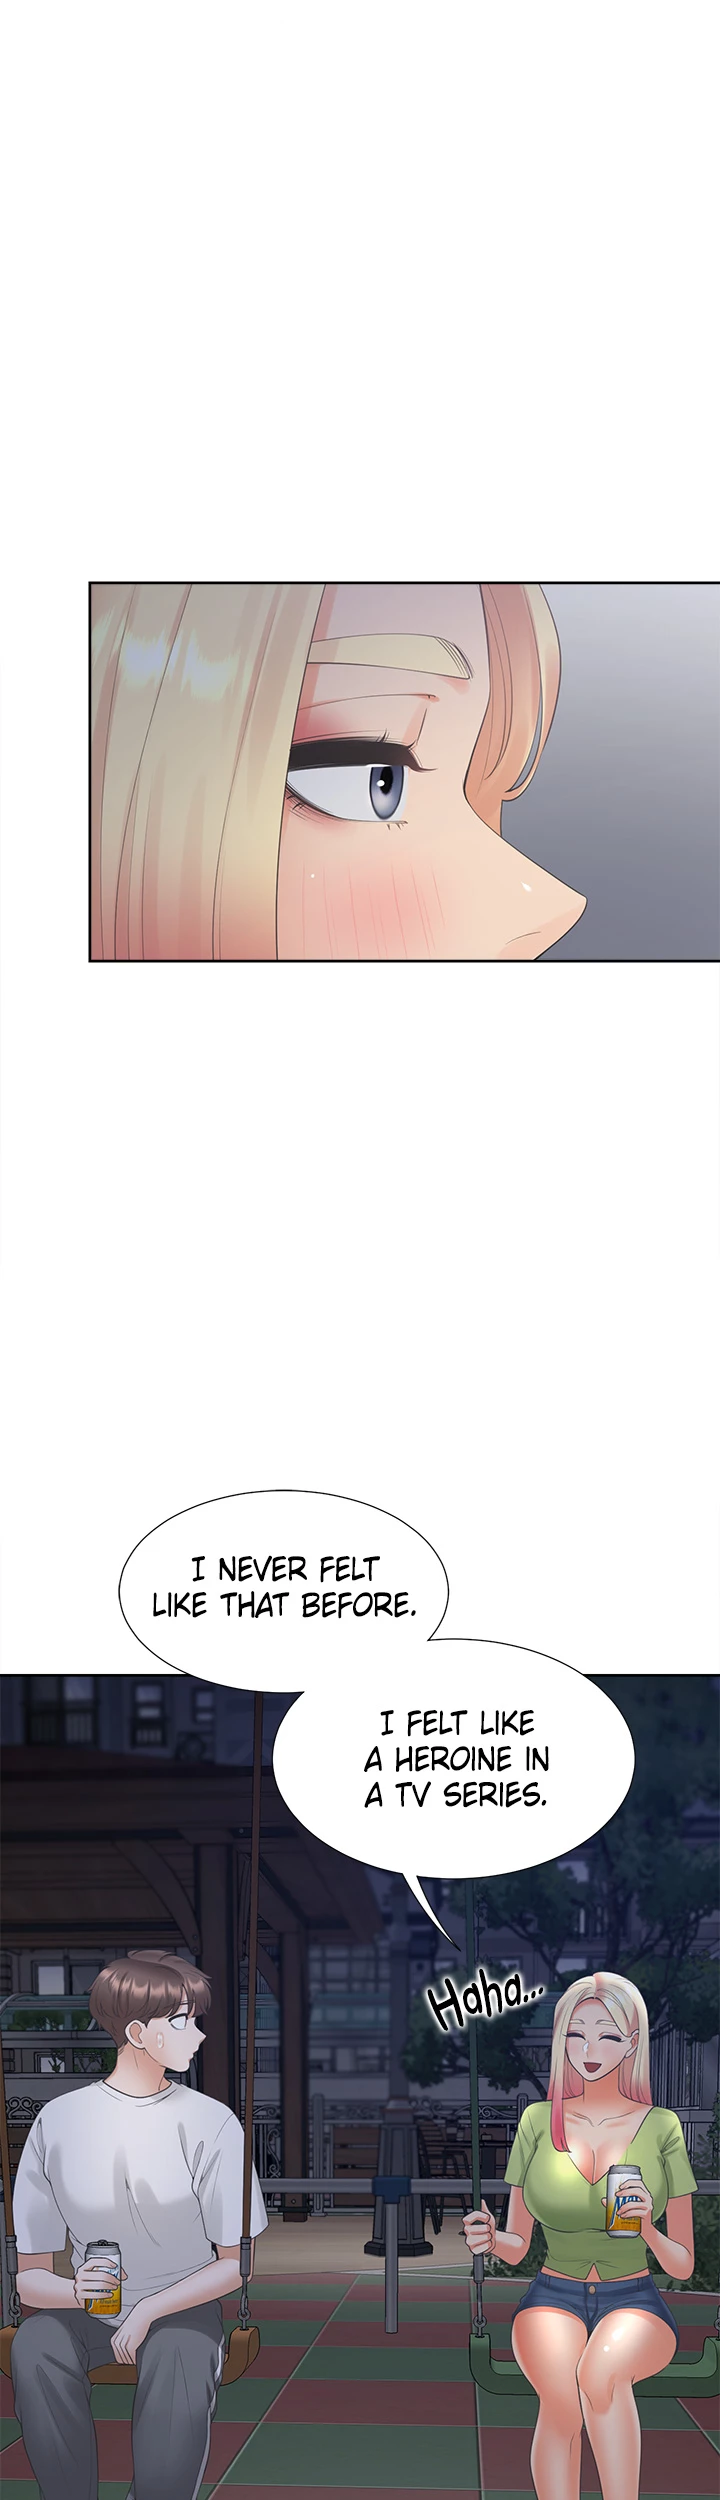 I NEVER FELT
LIKE THAT BEFORE.
I FELT LIKE
A HEROINE IN
A TV SERIES.
Haha...